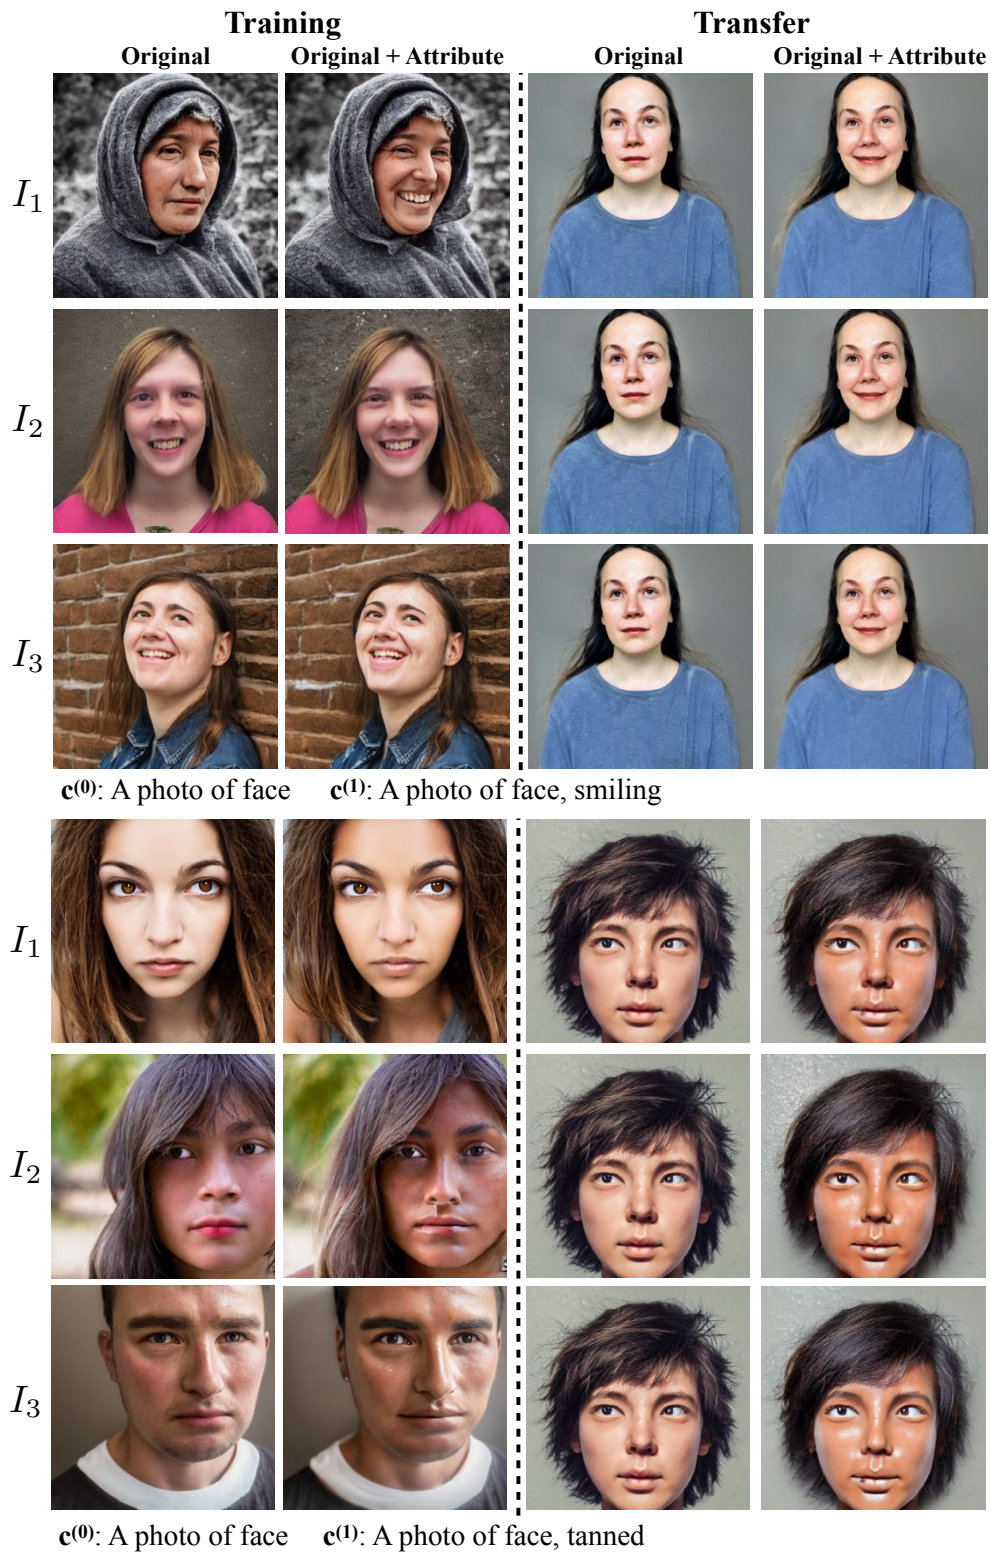 Training Transfer
Original Original + Attribute Original Original + Attribute
I1
I2
I3
c(0): A photo of face c(1): A photo of face, smiling
I1
I2
I3
c(0): A photo of face c(1): A photo of face, tanned